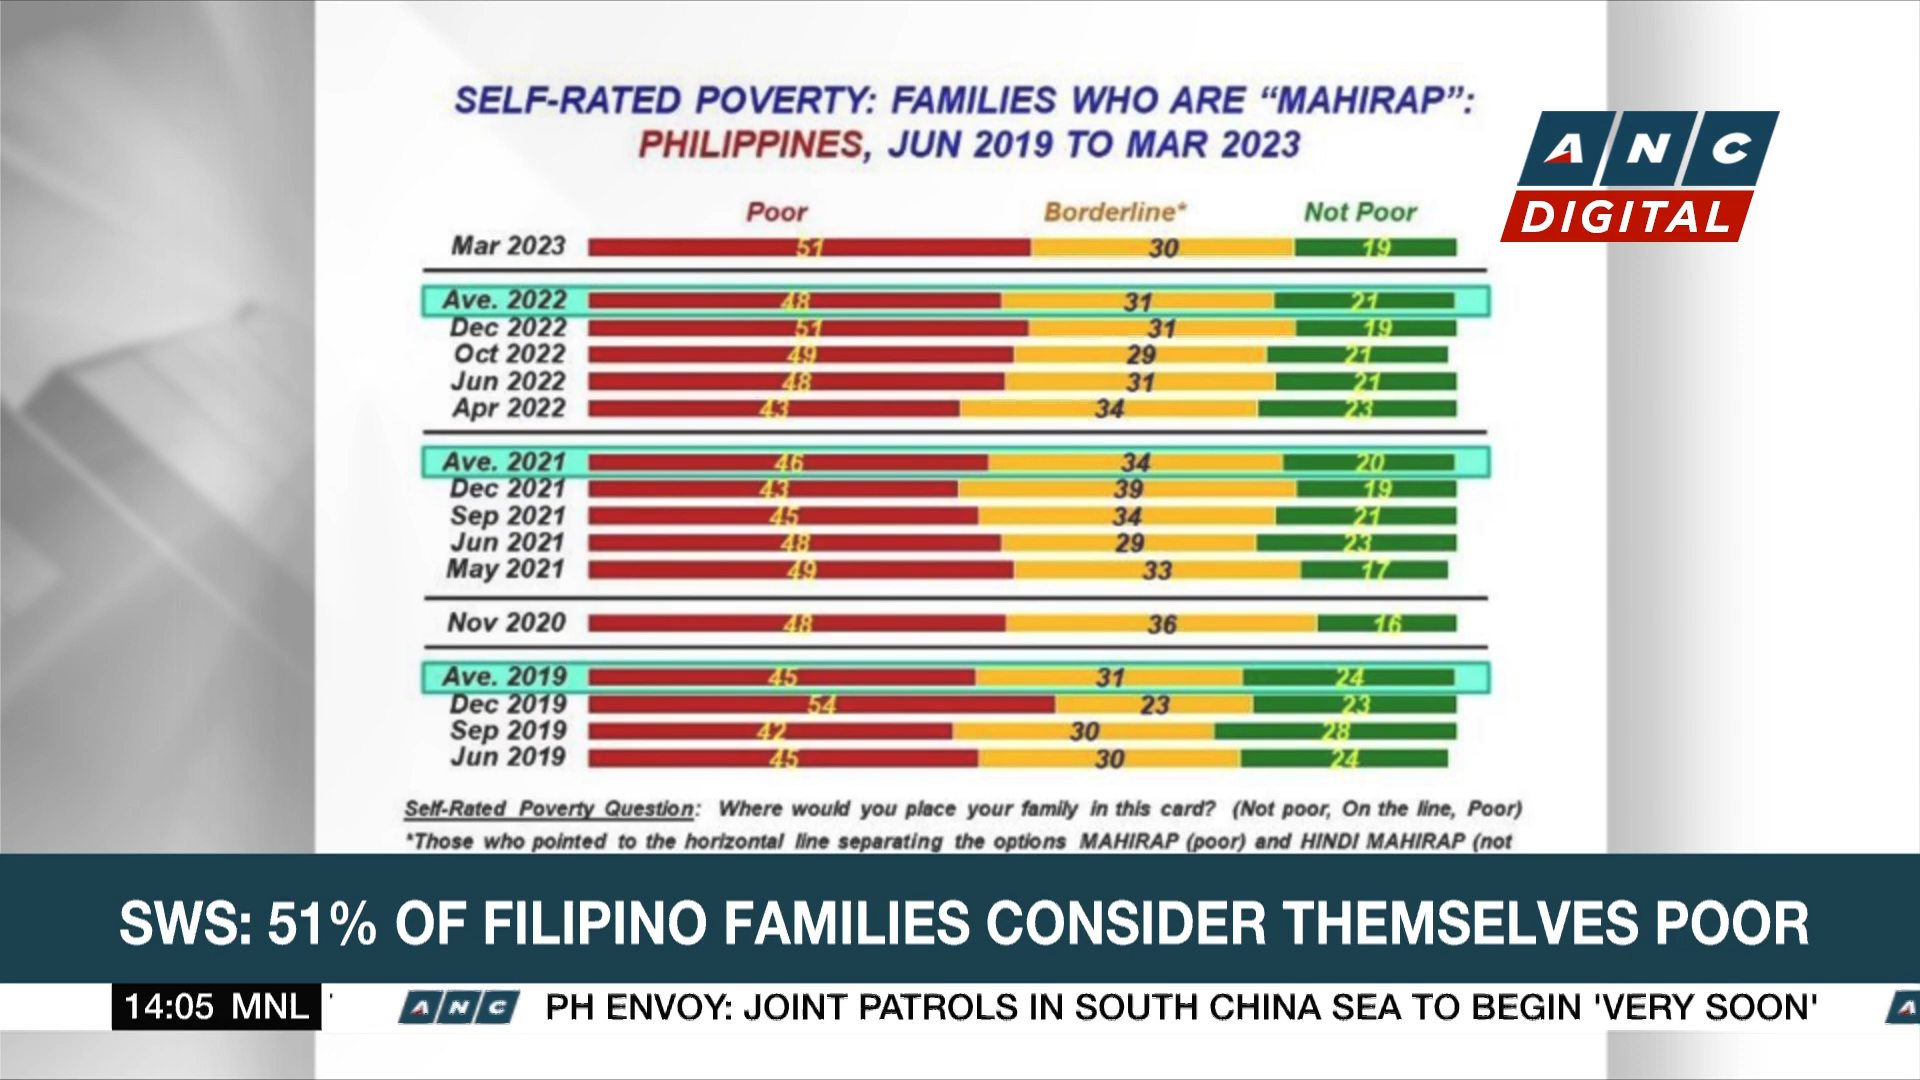 SELF-RATED POVERTY: FAMILIES WHO ARE “MAHIRAP”:
PHILIPPINES, JUN 2019 TO MAR 2023
ANC
DIGITAL
Poor Borderline* Not Poor
Mar 2023 51 30 19
Ave. 2022 48 31 21
Dec 2022 51 31 19
Oct 2022 49 29 21
Jun 2022 48 31 21
Apr 2022 43 34 23
Ave. 2021 46 34 20
Dec 2021 43 39 19
Sep 2021 45 34 21
Jun 2021 48 29 23
May 2021 49 33 17
Nov 2020 48 36 16
Ave. 2019 45 31 24
Dec 2019 54 23 23
Sep 2019 42 30 28
Jun 2019 45 30 24
Self-Rated Poverty Question: Where would you place your family in this card? (Not poor, On the line, Poor)
*Those who pointed to the horizontal line separating the options MAHIRAP (poor) and HINDI MAHIRAP (not
SWS: 51% OF FILIPINO FAMILIES CONSIDER THEMSELVES POOR
14:05 MNL ' ANC PH ENVOY: JOINT PATROLS IN SOUTH CHINA SEA TO BEGIN 'VERY SOON' A